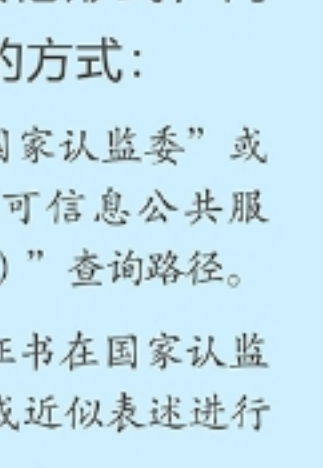 的方式：
国家认监委”或
可信息公共服
）”查询路径。
证书在国家认监
或近似表述进行